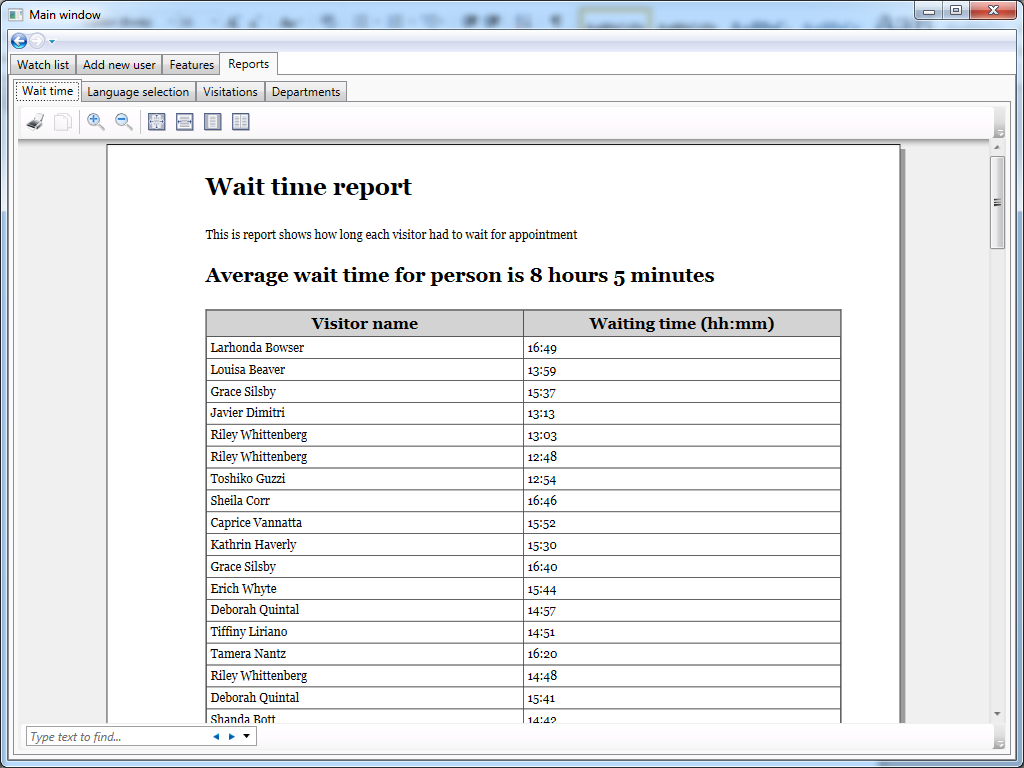 Main window
Watch list Add new user Features Reports
Wait time Language selection Visitations Departments
Wait time report
This is report shows how long each visitor had to wait for appointment
Average wait time for person is 8 hours 5 minutes
Visitor name Waiting time (hh:mm)
Larhonda Bowser 16:49
Louisa Beaver 13:59
Grace Silsby 15:37
Javier Dimitri 13:13
Riley Whittenberg 13:03
Riley Whittenberg 12:48
Toshiko Guzzi 12:54
Sheila Corr 16:46
Caprice Vannatta 15:52
Kathrin Haverly 15:30
Grace Silsby 16:40
Erich Whyte 15:44
Deborah Quintal 14:57
Tiffiny Liriano 14:51
Tamera Nantz 16:20
Riley Whittenberg 14:48
Deborah Quintal 15:41
Shanda Bott 14:42
Type text to find...